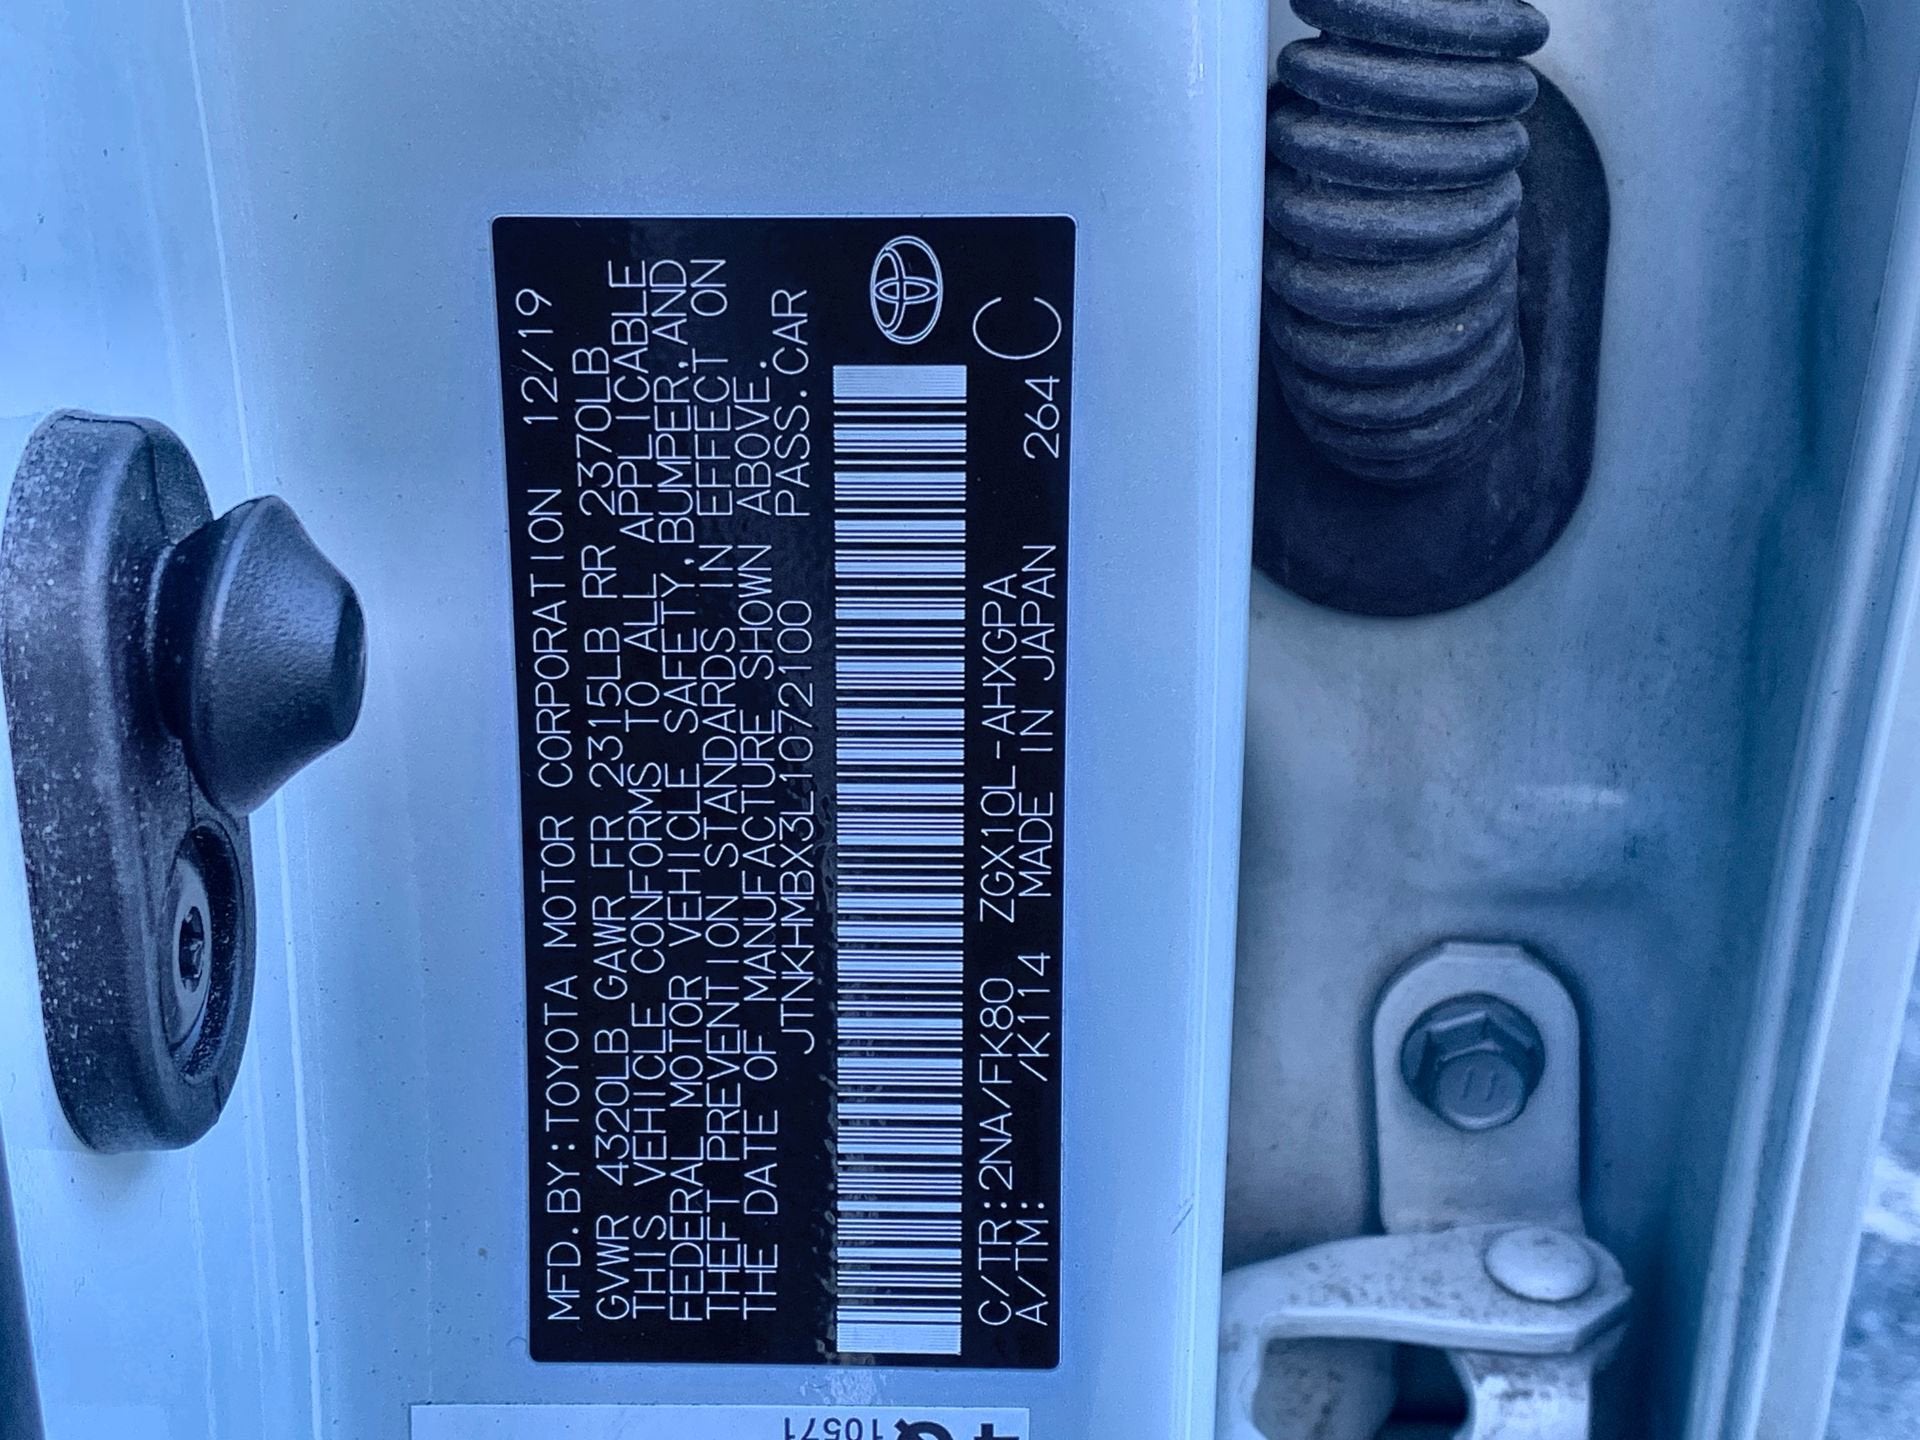 MFD.BY:TOYOTA MOTOR CORPORATION 12/19
GVWR 4320LB GAWR FR 2315LB RR 2370LB
THIS VEHICLE CONFORMS TO ALL APPLICABLE
FEDERAL MOTOR VEHICLE SAFETY,BUMPER,AND
THEFT PREVENTION STANDARDS IN EFFECT ON
THE DATE OF MANUFACTURE SHOWN ABOVE.
JTNKHMBX3L1072100 PASS.CAR
C/TR:2NA/FK80 ZGX10L-AHXGPA
A/TM: /K114 MADE IN JAPAN 264 C
10571